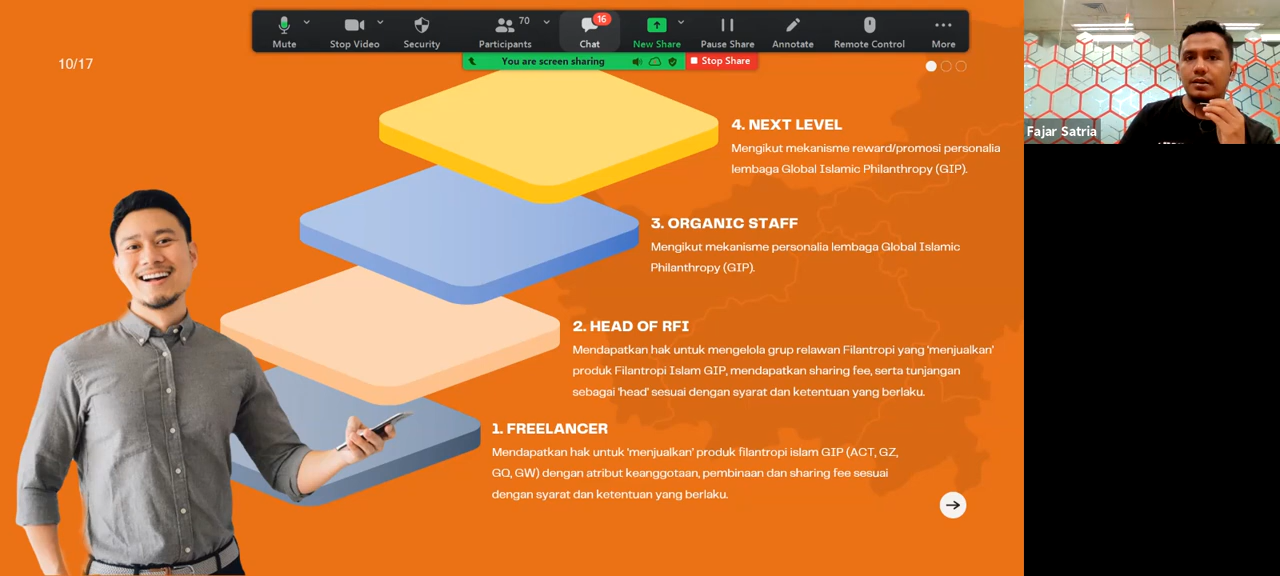 70
16
Mute
Stop Video
Security
Participants
Chat
New Share
Pause Share
Annotate
Remote Control
More
You are screen sharing
Stop Share
10/17
Fajar Satria
4. NEXT LEVEL
Mengikut mekanisme reward/promosi personalia
lembaga Global Islamic Philanthropy (GIP).
3. ORGANIC STAFF
Mengikut mekanisme personalia lembaga Global Islamic
Philanthropy (GIP).
2. HEAD OF RFI
Mendapatkan hak untuk mengelola grup relawan Filantropi yang 'menjualkan'
produk Filantropi Islam GIP, mendapatkan sharing fee, serta tunjangan
sebagai 'head' sesuai dengan syarat dan ketentuan yang berlaku.
1. FREELANCER
Mendapatkan hak untuk 'menjualkan' produk filantropi islam GIP (ACT, GZ,
GQ, GW) dengan atribut keanggotaan, pembinaan dan sharing fee sesuai
dengan syarat dan ketentuan yang berlaku.